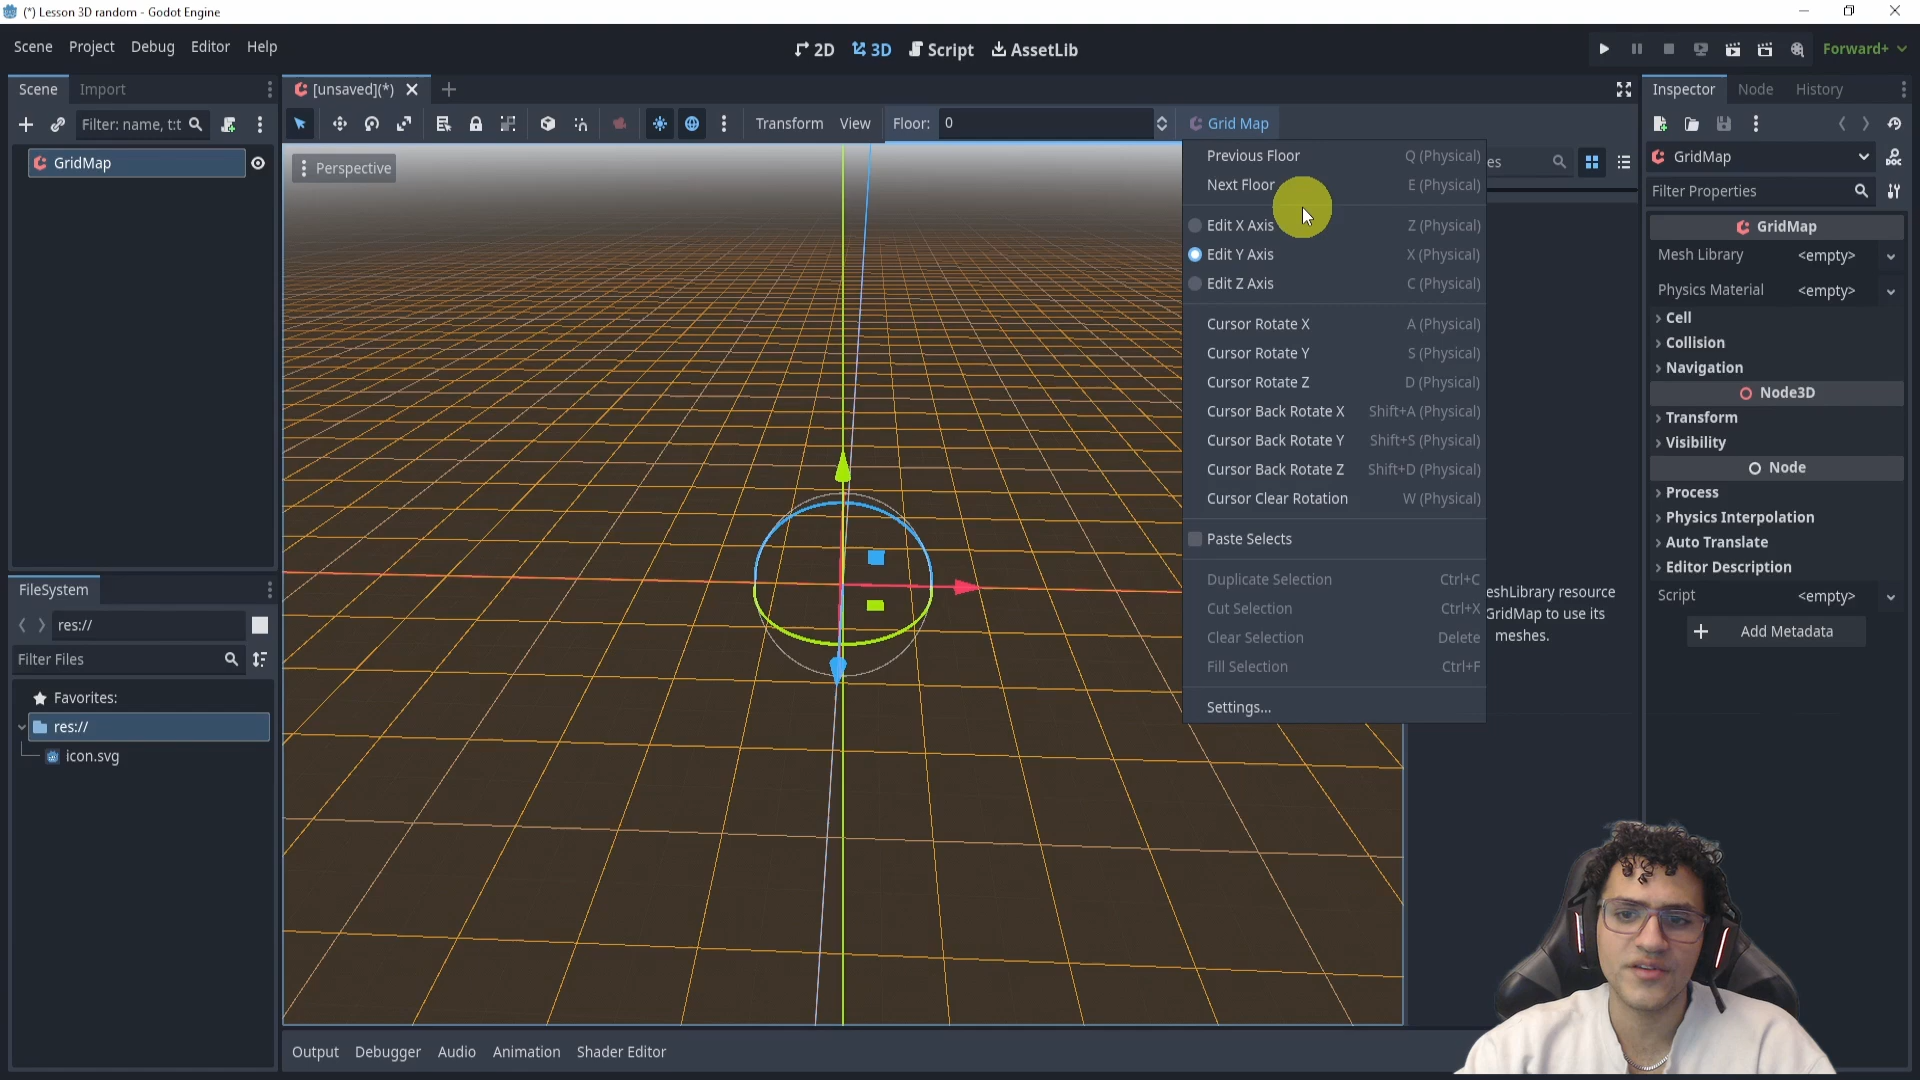 (*) Lesson 3D random - Godot Engine
Scene Project Debug Editor Help
2D 3D Script AssetLib
Forward+
Scene Import
[unsaved](*)
Inspector Node History
Filter: name, t:t
Transform View Floor: 0 Grid Map
GridMap
Perspective
Previous Floor Q (Physical)
Next Floor E (Physical)
Edit X Axis Z (Physical)
Edit Y Axis X (Physical)
Edit Z Axis C (Physical)
Cursor Rotate X A (Physical)
Cursor Rotate Y S (Physical)
Cursor Rotate Z D (Physical)
Cursor Back Rotate X Shift+A (Physical)
Cursor Back Rotate Y Shift+S (Physical)
Cursor Back Rotate Z Shift+D (Physical)
Cursor Clear Rotation W (Physical)
Paste Selects
Duplicate Selection Ctrl+C
Cut Selection Ctrl+X
Clear Selection Delete
Fill Selection Ctrl+F
Settings...
es
eshLibrary resource
GridMap to use its
meshes.
GridMap
Filter Properties
GridMap
Mesh Library <empty>
Physics Material <empty>
Cell
Collision
Navigation
Node3D
Transform
Visibility
Node
Process
Physics Interpolation
Auto Translate
Editor Description
Script <empty>
Add Metadata
FileSystem
res://
Filter Files
Favorites:
res://
icon.svg
Output Debugger Audio Animation Shader Editor